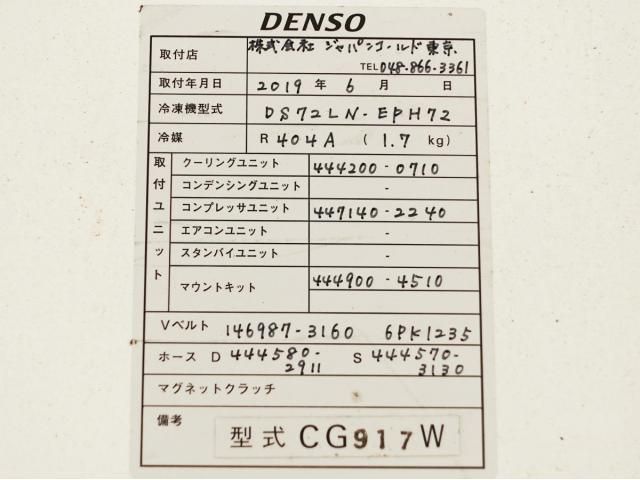 DENSO
取付店 株式会社 ジャパンコールド東京
TEL 048-866-3361
取付年月日 2019 年 6 月 日
冷凍機型式 DS72LN-EPH72
冷媒 R 404A ( 1.7 kg)
取付ユニット
クーリングユニット 444200-0710
コンデンシングユニット -
コンプレッサユニット 447140-2240
エアコンユニット -
スタンバイユニット -
マウントキット 444900-4510
Vベルト 146987-3160 6PK1235
ホース D 444580-2911 S 444570-3130
マグネットクラッチ
備考
型式 CG917W